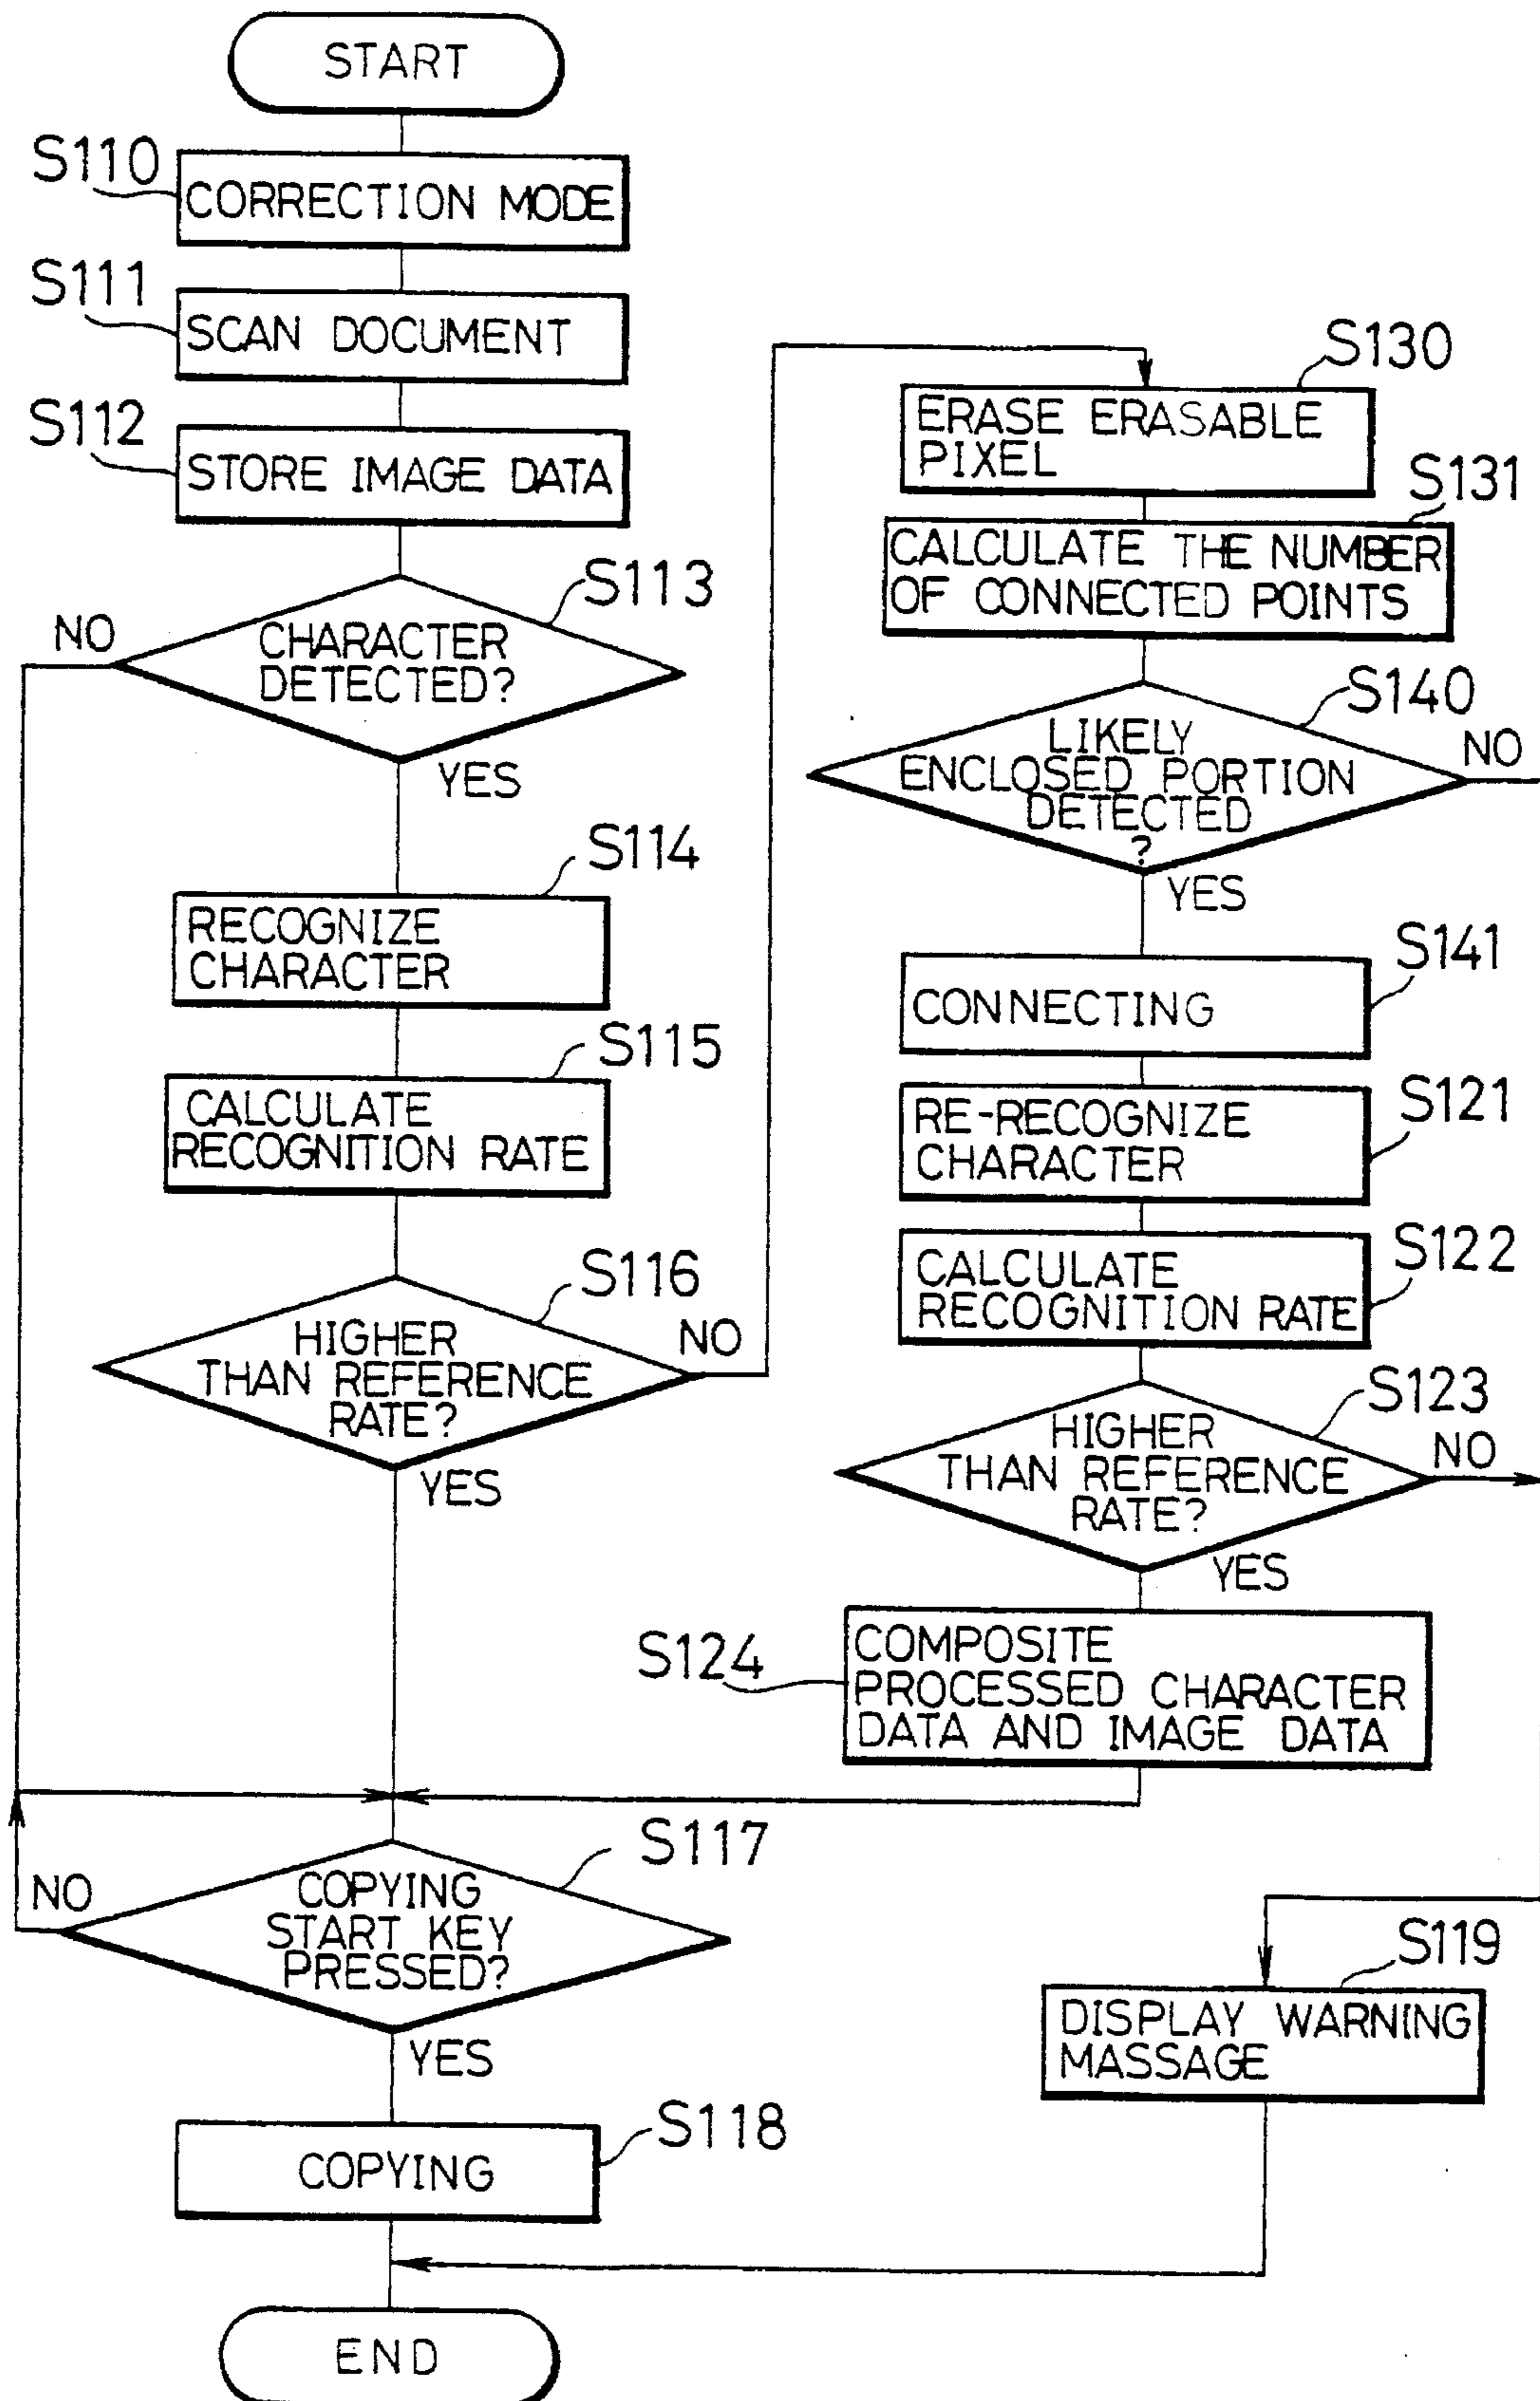 START
S110
CORRECTION MODE
S111
SCAN DOCUMENT
S112
STORE IMAGE DATA
S113
NO
CHARACTER
DETECTED?
YES
S114
RECOGNIZE
CHARACTER
S115
CALCULATE
RECOGNITION RATE
S116
HIGHER
THAN REFERENCE
RATE?
NO
YES
S130
ERASE ERASABLE
PIXEL
S131
CALCULATE THE NUMBER
OF CONNECTED POINTS
S140
LIKELY
ENCLOSED PORTION
DETECTED
?
NO
YES
S141
CONNECTING
S121
RE-RECOGNIZE
CHARACTER
S122
CALCULATE
RECOGNITION RATE
S123
HIGHER
THAN REFERENCE
RATE?
NO
YES
S124
COMPOSITE
PROCESSED CHARACTER
DATA AND IMAGE DATA
S117
NO
COPYING
START KEY
PRESSED?
YES
S119
DISPLAY WARNING
MASSAGE
S118
COPYING
END